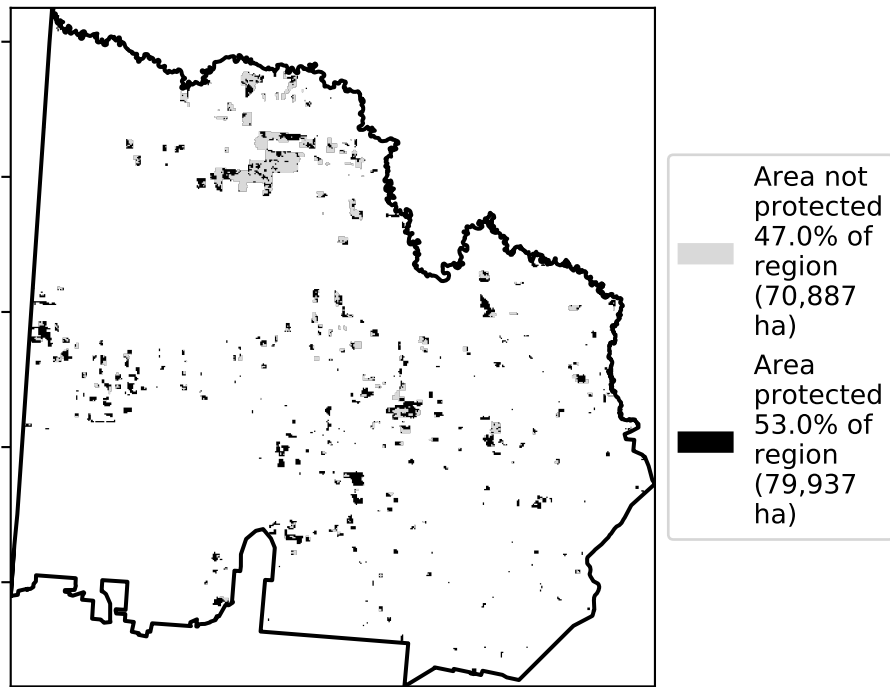 Area not
protected
47.0% of
region
(70,887
ha)
Area
protected
53.0% of
region
(79,937
ha)